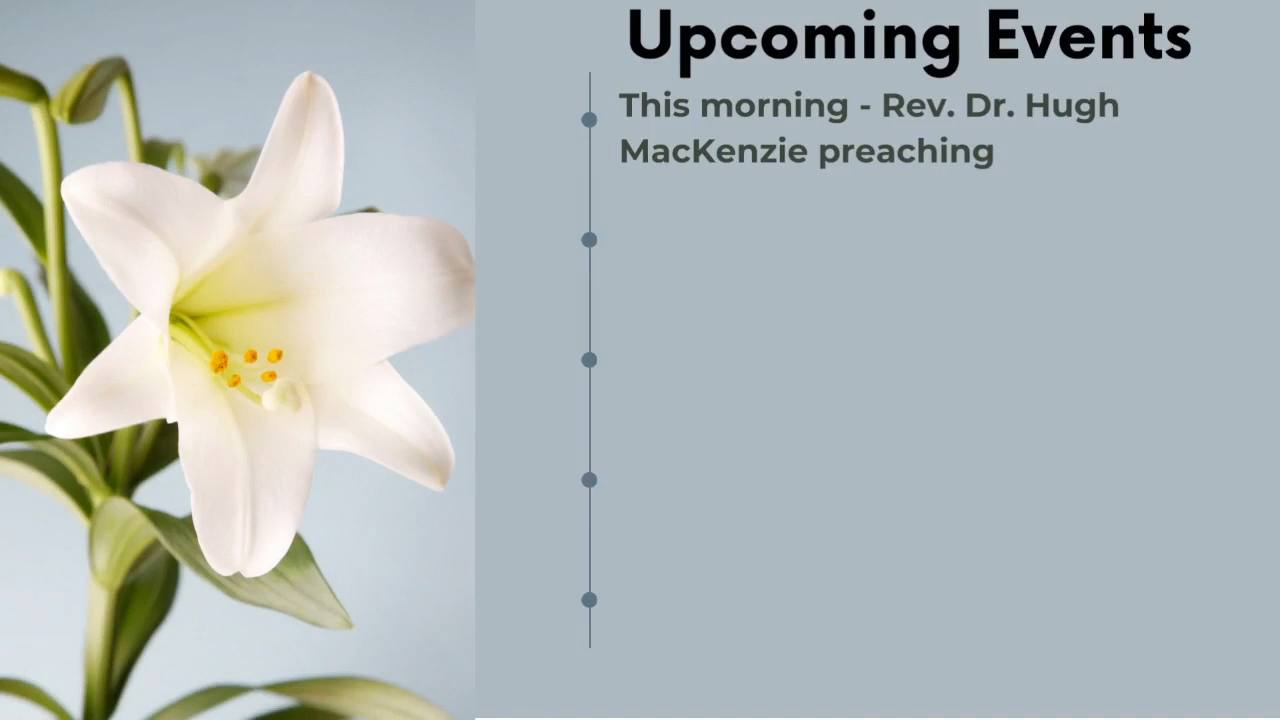 Upcoming Events
This morning - Rev. Dr. Hugh
MacKenzie preaching